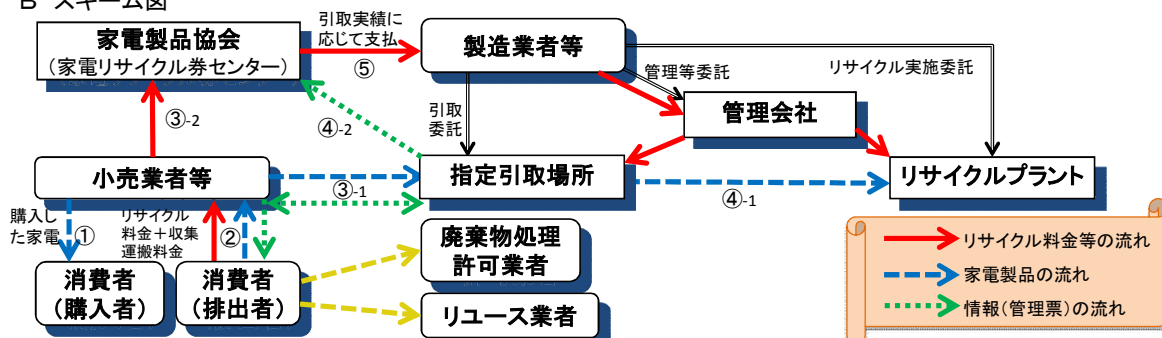 B スキーム図
家電製品協会
（家電リサイクル券センター）
引取実績に
応じて支払
⑤
製造業者等
管理等委託
リサイクル実施委託
引取
委託
管理会社
③-2
④-2
小売業者等
③-1
指定引取場所
④-1
リサイクルプラント
購入し
た家電
①
リサイクル
料金＋収集
運搬料金
②
消費者
（購入者）
消費者
（排出者）
廃棄物処理
許可業者
リユース業者
リサイクル料金等の流れ
家電製品の流れ
情報（管理票）の流れ